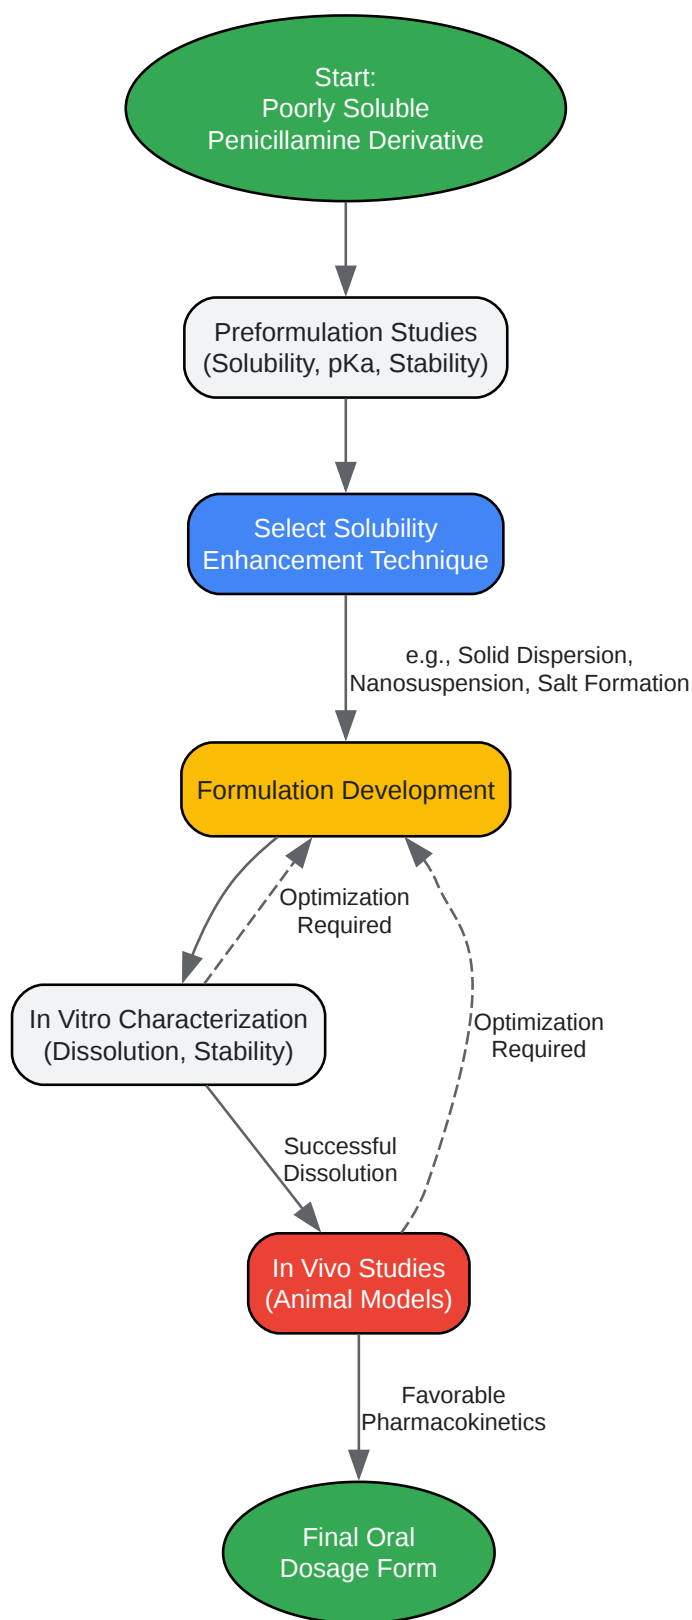 Start:
Poorly Soluble
Penicillamine Derivative
Preformulation Studies
(Solubility, pKa, Stability)
Select Solubility
Enhancement Technique
e.g., Solid Dispersion,
Nanosuspension, Salt Formation
Formulation Development
Optimization
Required
In Vitro Characterization
(Dissolution, Stability)
Optimization
Required
Successful
Dissolution
In Vivo Studies
(Animal Models)
Favorable
Pharmacokinetics
Final Oral
Dosage Form